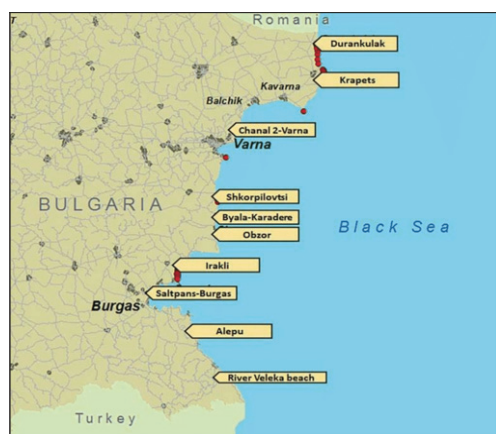 Romania
Durankulak
Krapets
Kavarna
Balchik
Chanal 2-Varna
Varna
Shkorpilovtsi
BULGARIA
Byala-Karadere
Black Sea
Obzor
Irakli
Saltpans-Burgas
Burgas
Alepu
River Veleka beach
Turkey